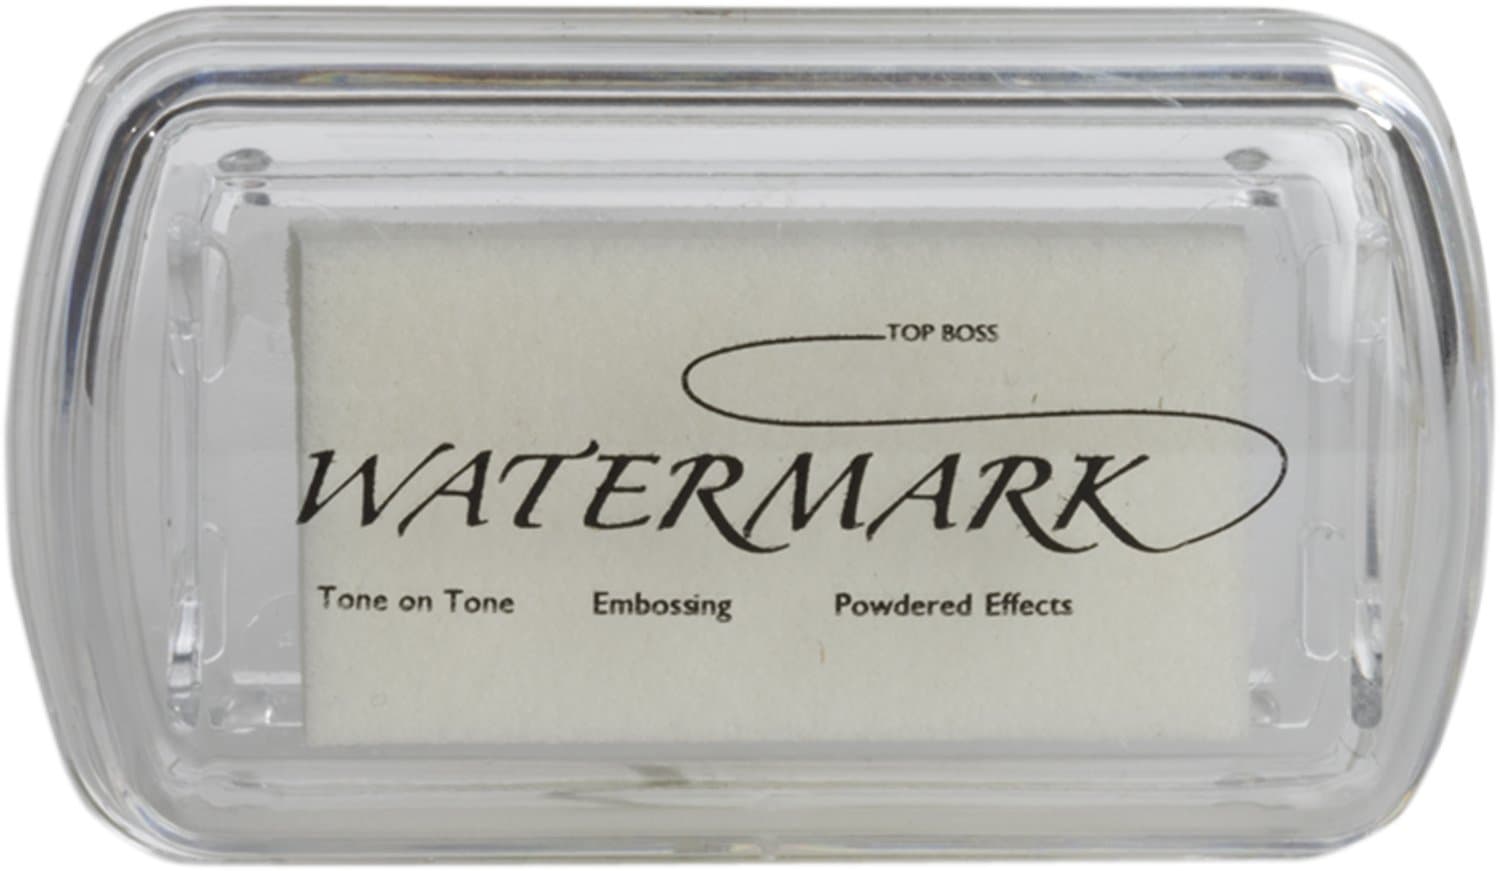 TOP BOSS
WATERMARK
Tone on Tone Embossing Powdered Effects